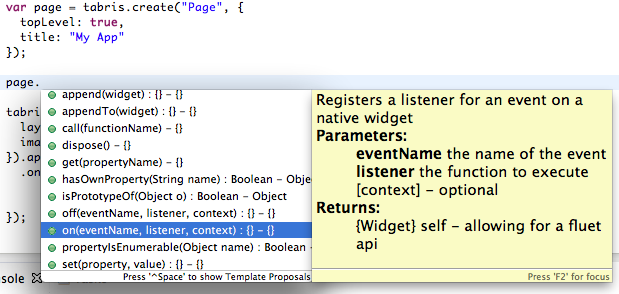 var page = tabris.create("Page", {
topLevel: true,
title: "My App"
});
page.
append(widget) : {} – {}
appendTo(widget) : {} – {}
call(functionName) – {}
dispose() – {}
get(propertyName) – {}
hasOwnProperty(String name) : Boolean – Obje
isPrototypeOf(Object o) : Boolean – Object
off(eventName, listener, context) : {} – {}
on(eventName, listener, context) : {} – {}
propertyIsEnumerable(Object name) : Boolean –
set(property, value) : {} – {}
Press '^Space' to show Template Proposals
Registers a listener for an event on a
native widget
Parameters:
eventName the name of the event
listener the function to execute
[context] – optional
Returns:
{Widget} self – allowing for a fluet
api
Press 'F2' for focus
tabri
lay
ima
}).ap
.on
});
sole